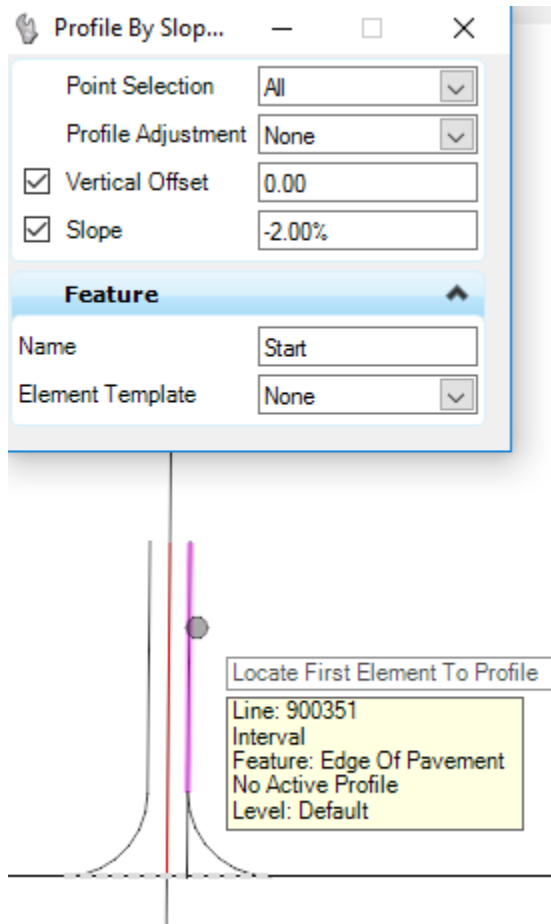 Profile By Slop...
Point Selection All
Profile Adjustment None
Vertical Offset 0.00
Slope -2.00%
Feature
Name Start
Element Template None
Locate First Element To Profile
Line: 900351
Interval
Feature: Edge Of Pavement
No Active Profile
Level: Default